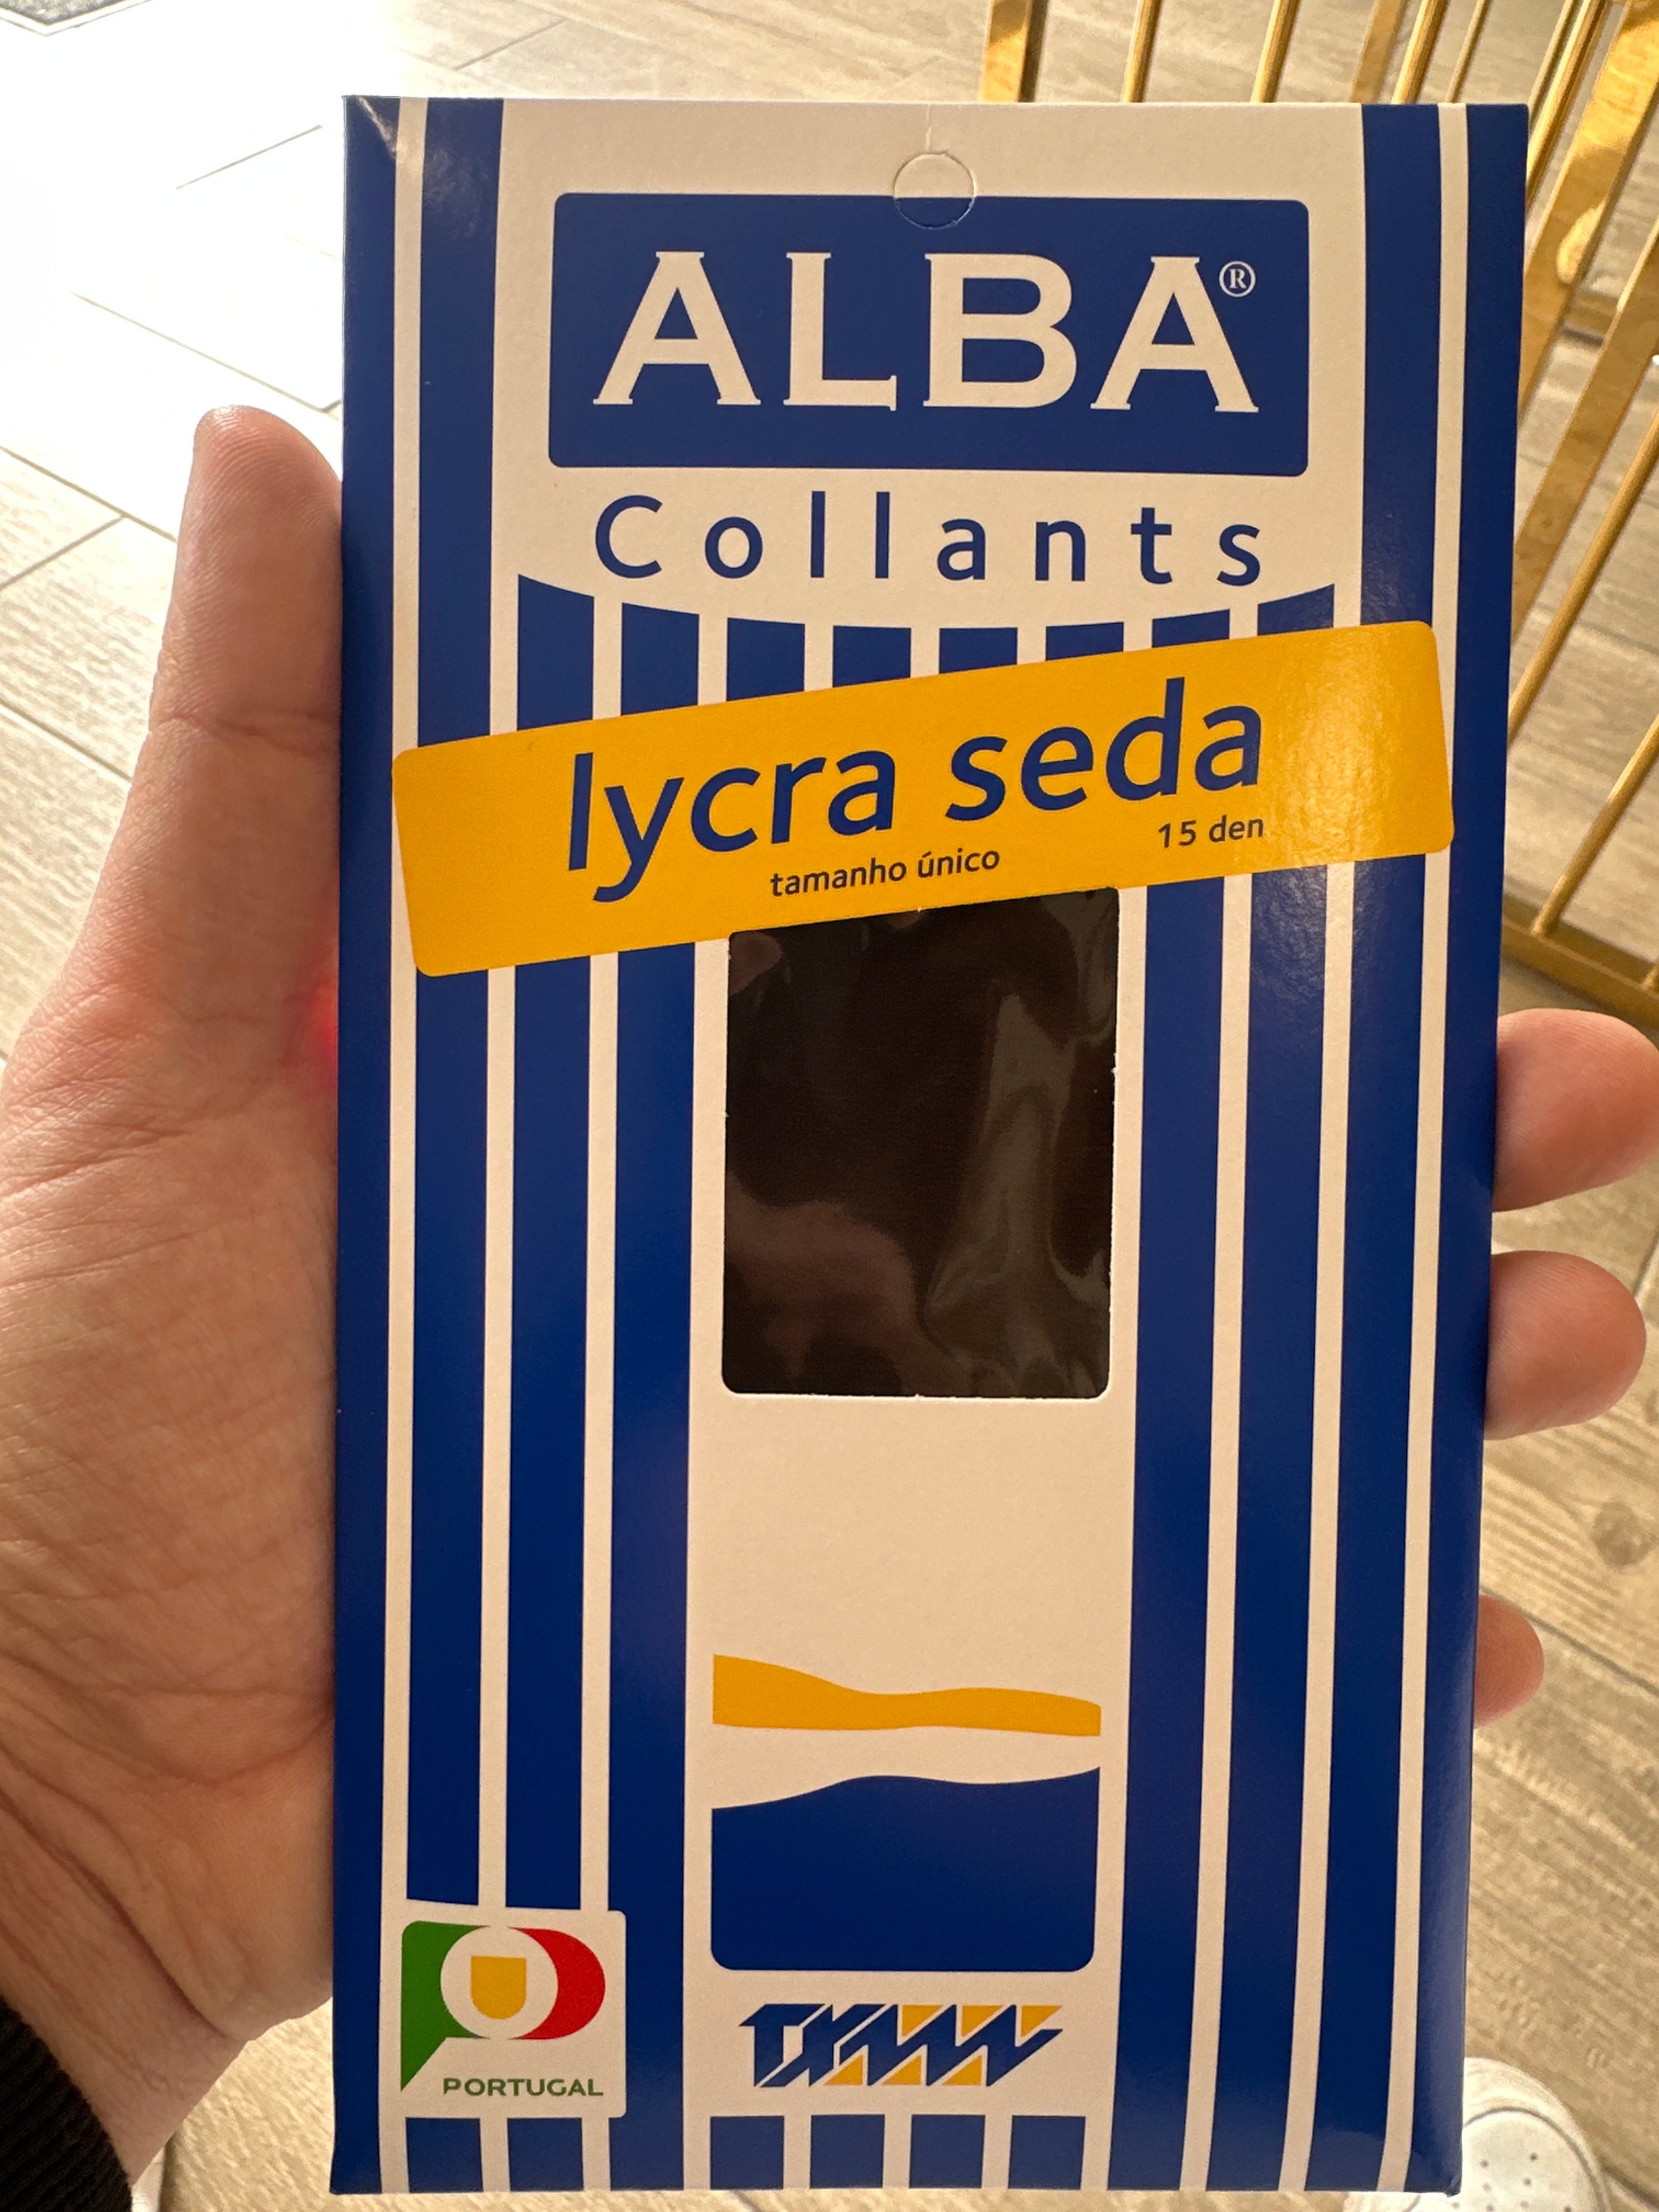 ALBA®
Collants
lycra seda
tamanho único
15 den
PORTUGAL